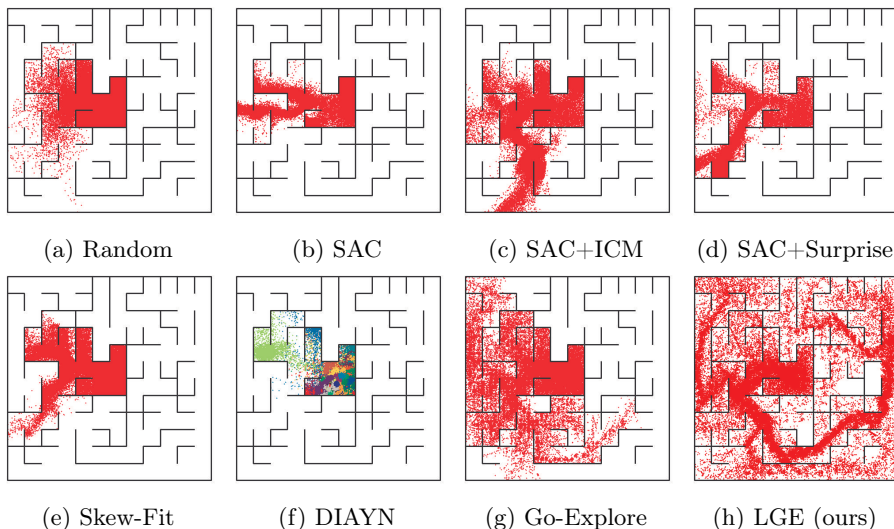 (a) Random (b) SAC (c) SAC+ICM (d) SAC+Surprise
(e) Skew-Fit (f) DIAYN (g) Go-Explore (h) LGE (ours)